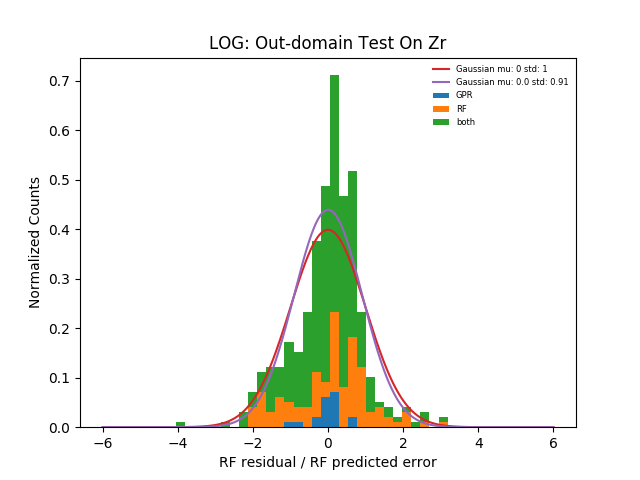 LOG: Out-domain Test On Zr
Gaussian mu: 0 std: 1
Gaussian mu: 0.0 std: 0.91
GPR
RF
both
Normalized Counts
0.7
0.6
0.5
0.4
0.3
0.2
0.1
0.0
−6 −4 −2 0 2 4 6
RF residual / RF predicted error